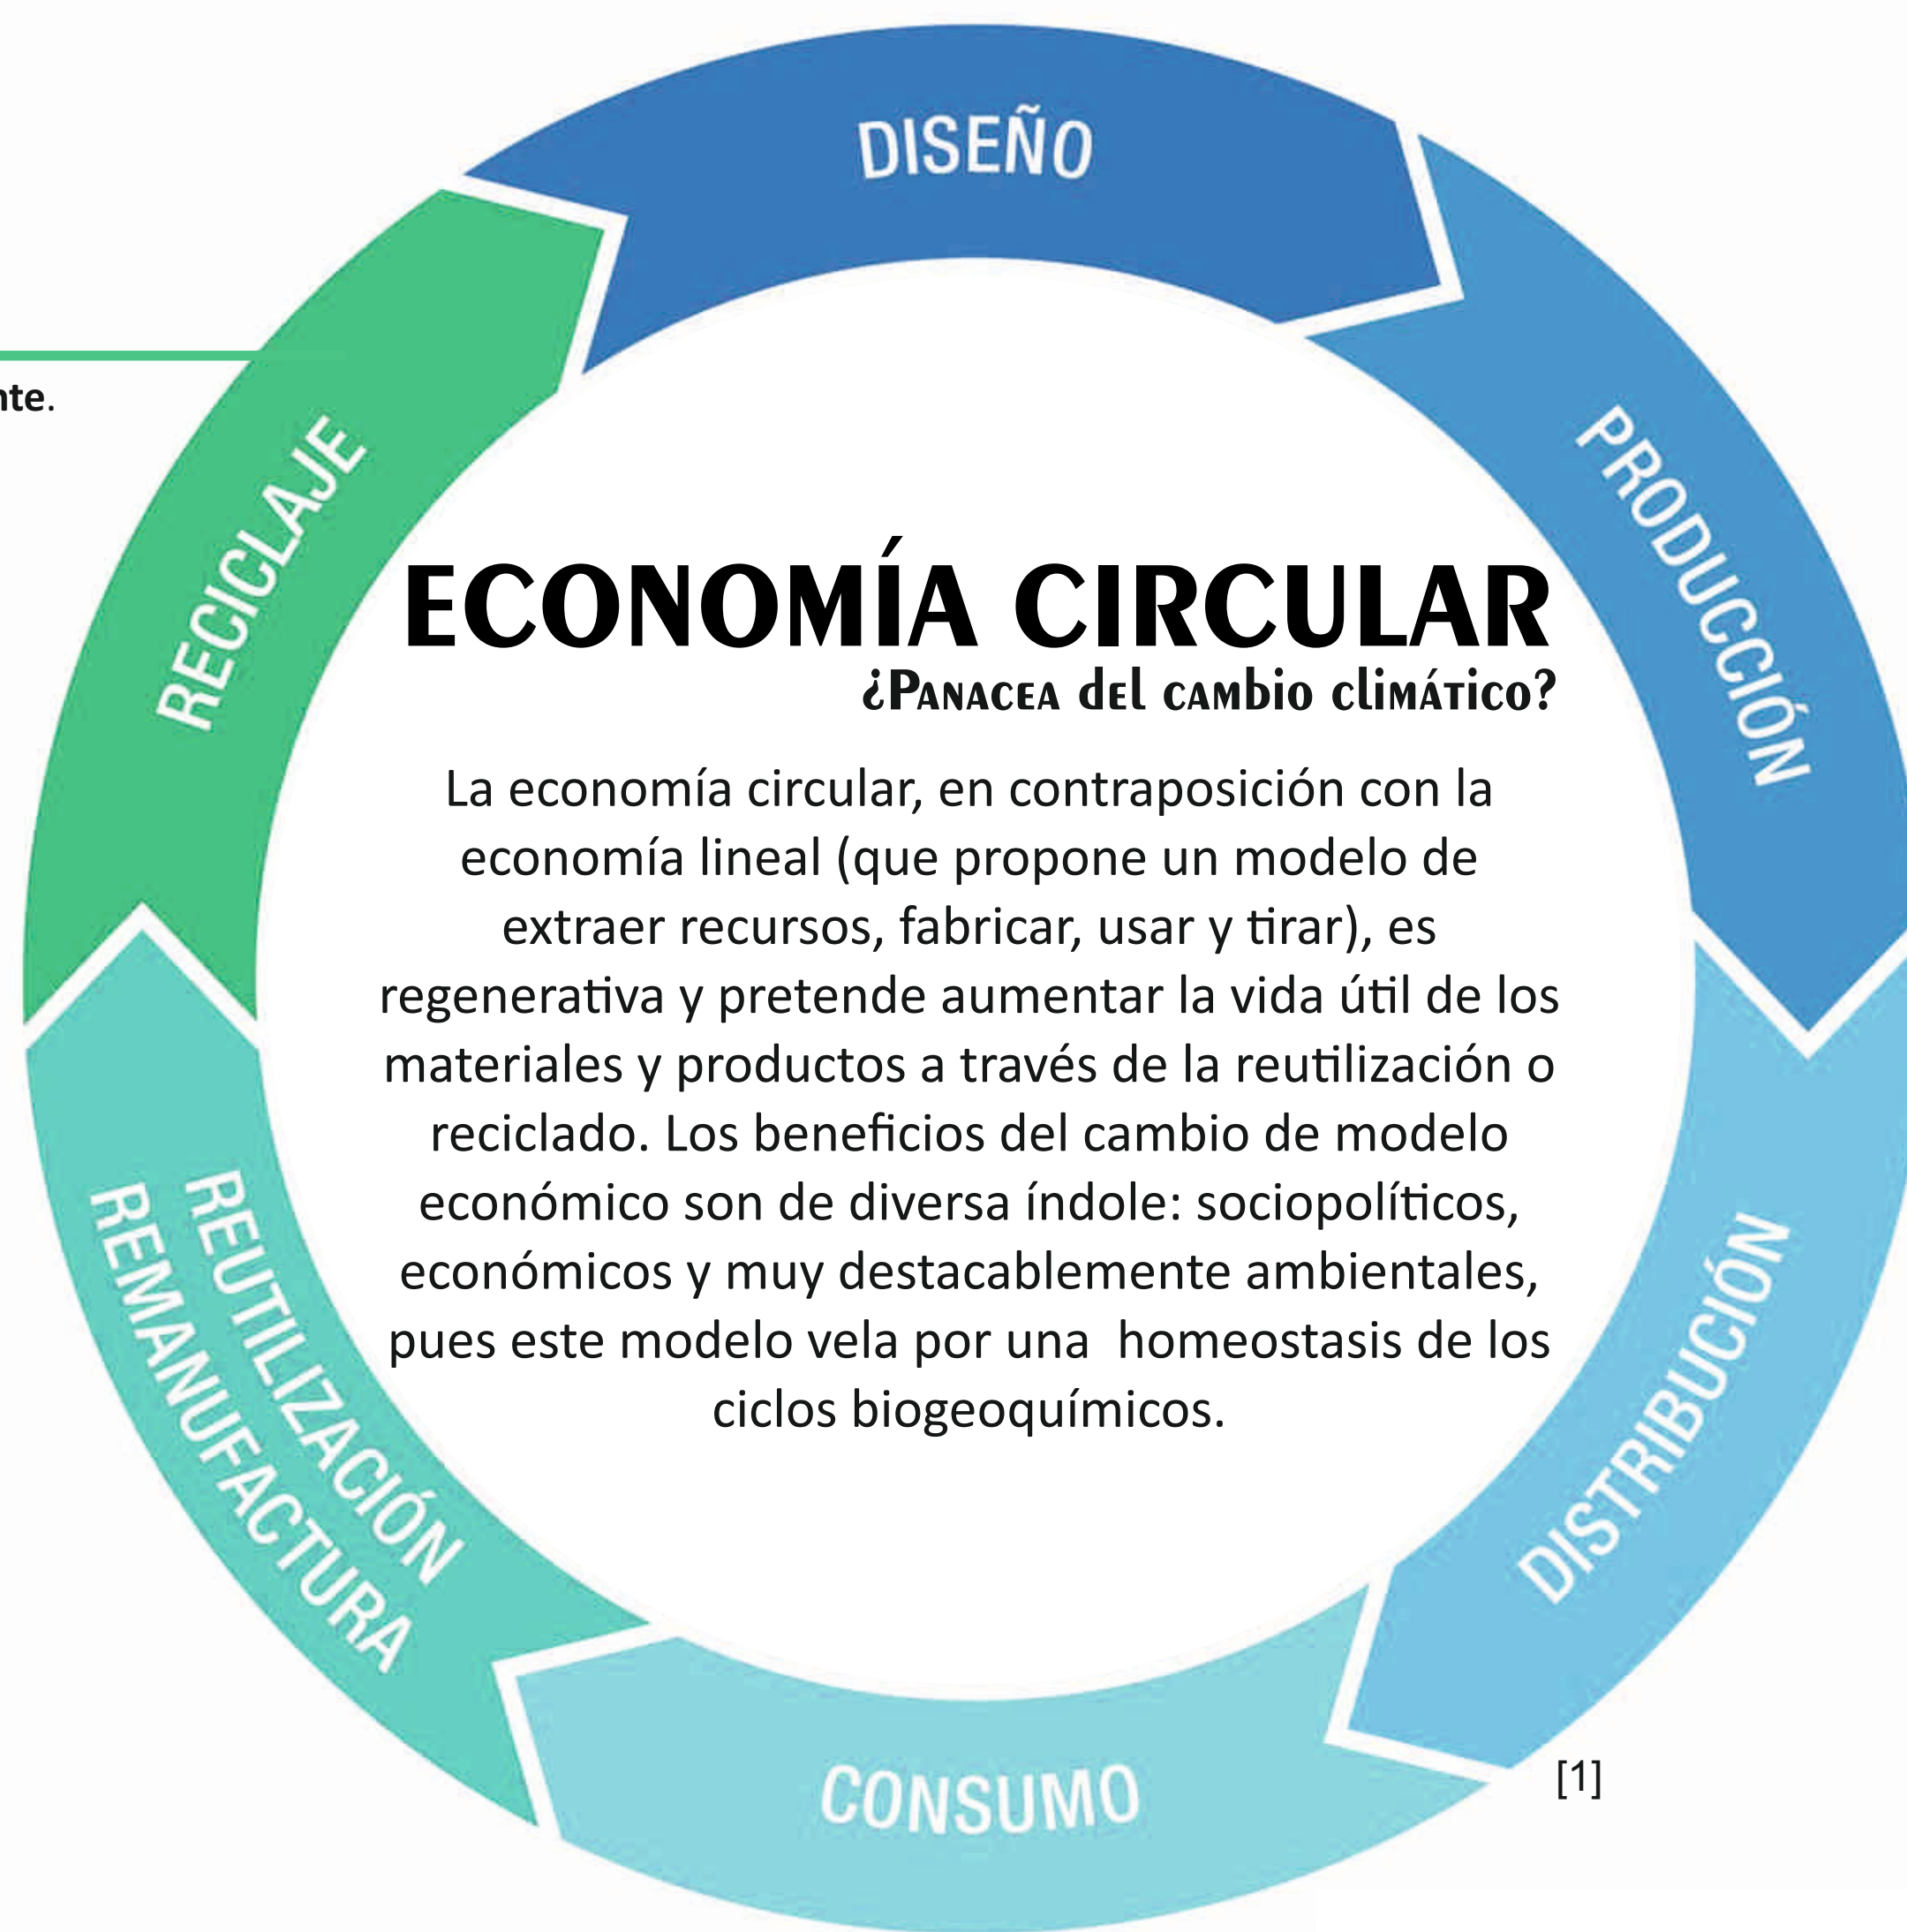 DISEÑO
PRODUCCIÓN
DISTRIBUCIÓN
CONSUMO
REUTILIZACIÓN
REMANUFACTURA
RECICLAJE
nte.
ECONOMÍA CIRCULAR
¿Panacea del cambio climático?
La economía circular, en contraposición con la
economía lineal (que propone un modelo de
extraer recursos, fabricar, usar y tirar), es
regenerativa y pretende aumentar la vida útil de los
materiales y productos a través de la reutilización o
reciclado. Los beneficios del cambio de modelo
económico son de diversa índole: sociopolíticos,
económicos y muy destacablemente ambientales,
pues este modelo vela por una  homeostasis de los
ciclos biogeoquímicos.
[1]